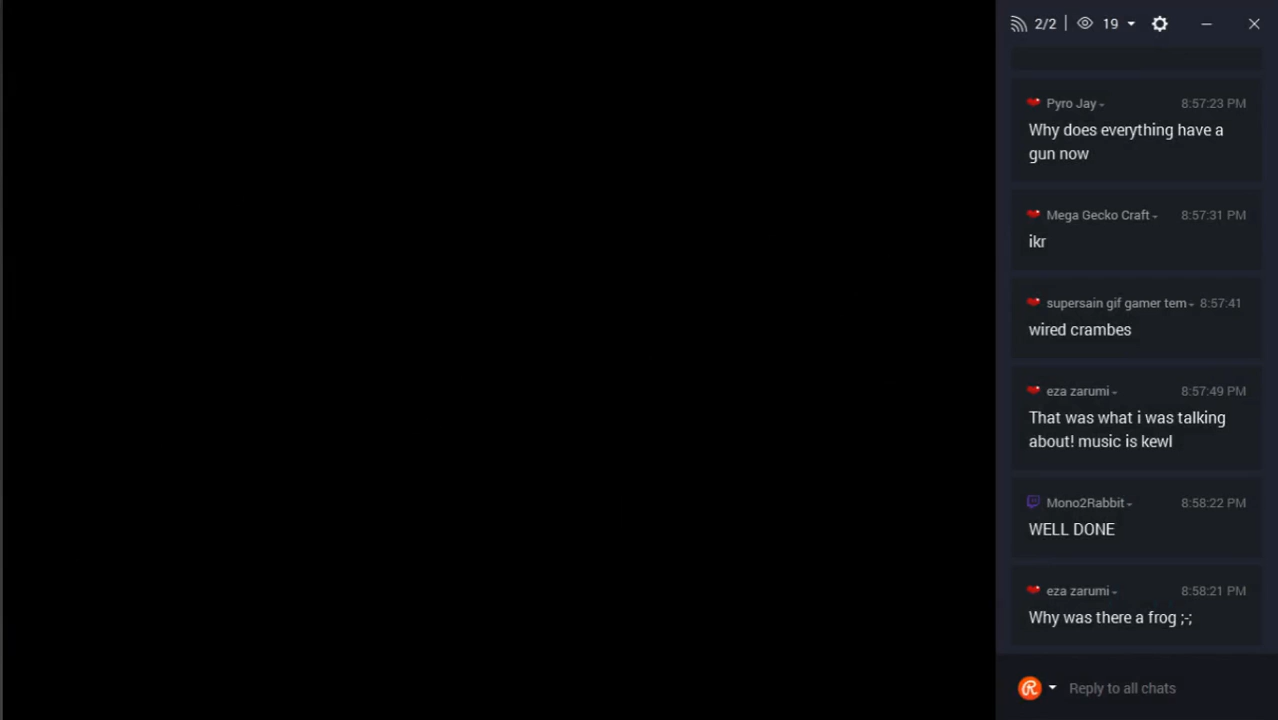 2/2 | 19
Pyro Jay 8:57:23 PM
Why does everything have a
gun now
Mega Gecko Craft 8:57:31 PM
ikr
supersain gif gamer tem 8:57:41
wired crambes
eza zarumi 8:57:49 PM
That was what i was talking
about! music is kewl
Mono2Rabbit 8:58:22 PM
WELL DONE
eza zarumi 8:58:21 PM
Why was there a frog ;-;
Reply to all chats